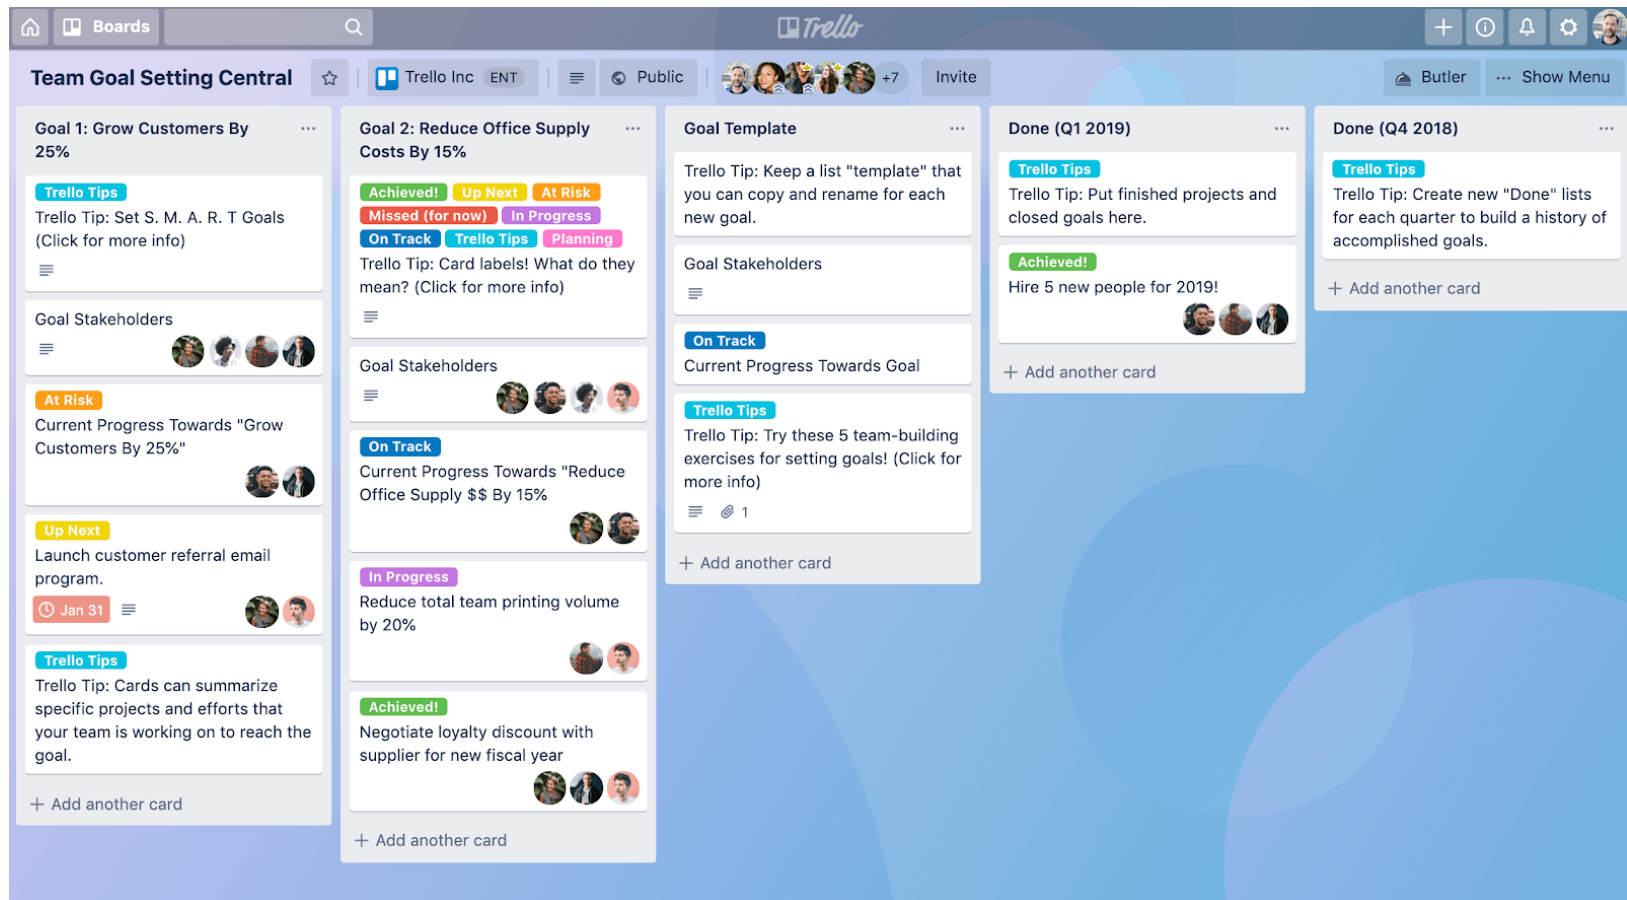 Boards
Trello
Team Goal Setting Central
Trello Inc ENT
Public
+7
Invite
Butler
... Show Menu
Goal 1: Grow Customers By
25%
Trello Tips
Trello Tip: Set S. M. A. R. T Goals
(Click for more info)
Goal Stakeholders
At Risk
Current Progress Towards "Grow
Customers By 25%"
Up Next
Launch customer referral email
program.
Jan 31
Trello Tips
Trello Tip: Cards can summarize
specific projects and efforts that
your team is working on to reach the
goal.
+ Add another card
Goal 2: Reduce Office Supply
Costs By 15%
Achieved! Up Next At Risk
Missed (for now) In Progress
On Track Trello Tips Planning
Trello Tip: Card labels! What do they
mean? (Click for more info)
Goal Stakeholders
On Track
Current Progress Towards "Reduce
Office Supply $$ By 15%
In Progress
Reduce total team printing volume
by 20%
Achieved!
Negotiate loyalty discount with
supplier for new fiscal year
+ Add another card
Goal Template
Trello Tip: Keep a list "template" that
you can copy and rename for each
new goal.
Goal Stakeholders
On Track
Current Progress Towards Goal
Trello Tips
Trello Tip: Try these 5 team-building
exercises for setting goals! (Click for
more info)
1
+ Add another card
Done (Q1 2019)
Trello Tips
Trello Tip: Put finished projects and
closed goals here.
Achieved!
Hire 5 new people for 2019!
+ Add another card
Done (Q4 2018)
Trello Tips
Trello Tip: Create new "Done" lists
for each quarter to build a history of
accomplished goals.
+ Add another card